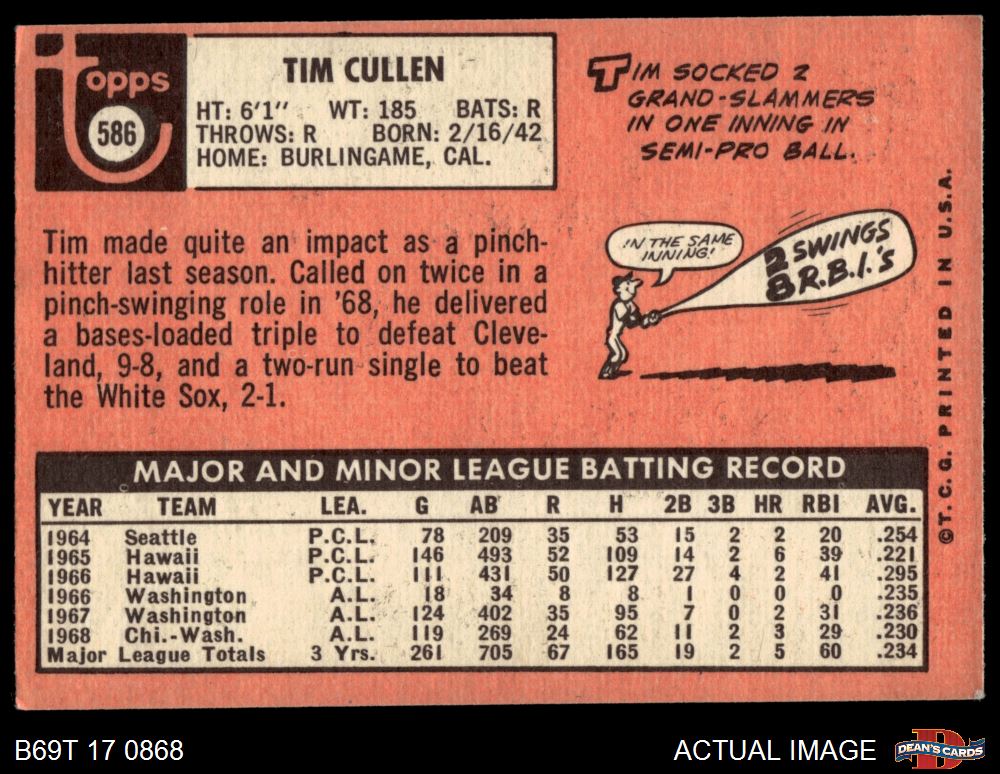 Topps
586
TIM CULLEN
HT: 6'1" WT: 185 BATS: R
THROWS: R BORN: 2/16/42
HOME: BURLINGAME, CAL.
TIM SOCKED 2
GRAND-SLAMMERS
IN ONE INNING IN
SEMI-PRO BALL.
IN THE SAME
INNING!
2 SWINGS
8 R.B.I.'S
Tim made quite an impact as a pinch-
hitter last season. Called on twice in a
pinch-swinging role in '68, he delivered
a bases-loaded triple to defeat Cleve-
land, 9-8, and a two-run single to beat
the White Sox, 2-1.
MAJOR AND MINOR LEAGUE BATTING RECORD
YEAR TEAM LEA. G AB R H 2B 3B HR RBI AVG.
1964 Seattle P.C.L. 78 209 35 53 15 2 2 20 .254
1965 Hawaii P.C.L. 146 493 52 109 14 2 6 39 .221
1966 Hawaii P.C.L. 111 431 50 127 27 4 2 41 .295
1966 Washington A.L. 18 34 8 8 1 0 0 0 .235
1967 Washington A.L. 124 402 35 95 7 0 2 31 .236
1968 Chi.-Wash. A.L. 119 269 24 62 11 2 3 29 .230
Major League Totals 3 Yrs. 261 705 67 165 19 2 5 60 .234
©T.C.G. PRINTED IN U.S.A.
B69T 17 0868
ACTUAL IMAGE
D
DEAN'S CARDS